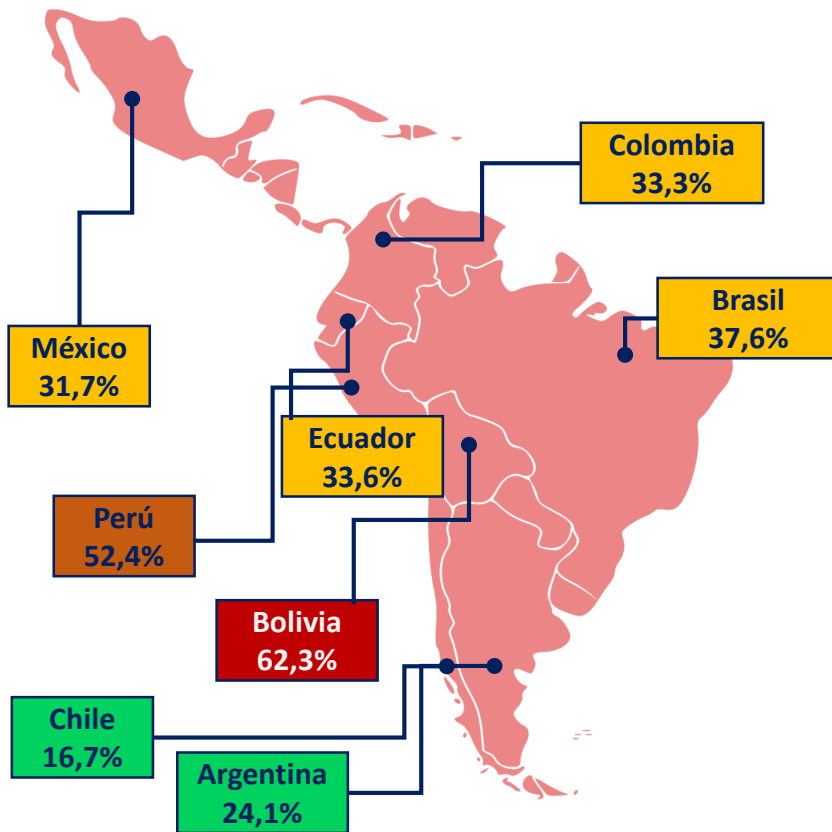 Colombia
33,3%
Brasil
37,6%
México
31,7%
Ecuador
33,6%
Perú
52,4%
Bolivia
62,3%
Chile
16,7%
Argentina
24,1%